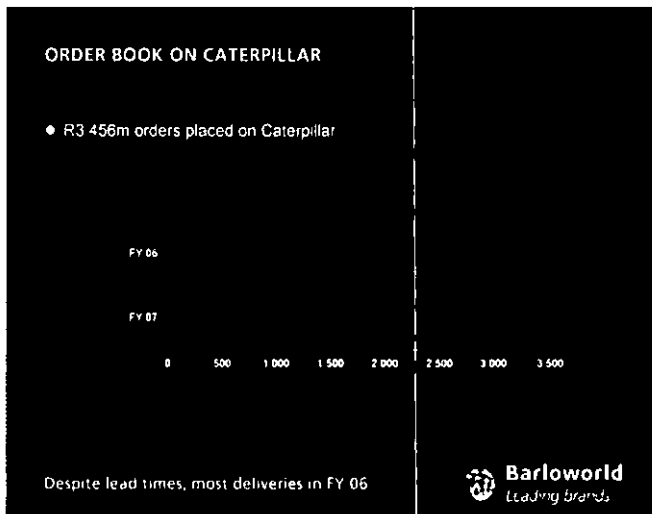 ORDER BOOK ON CATERPILLAR
● R3 456m orders placed on Caterpillar
FY 06
FY 07
0 500 1 000 1 500 2 000 2 500 3 000 3 500
Despite lead times, most deliveries in FY 06
Barloworld
Leading brands